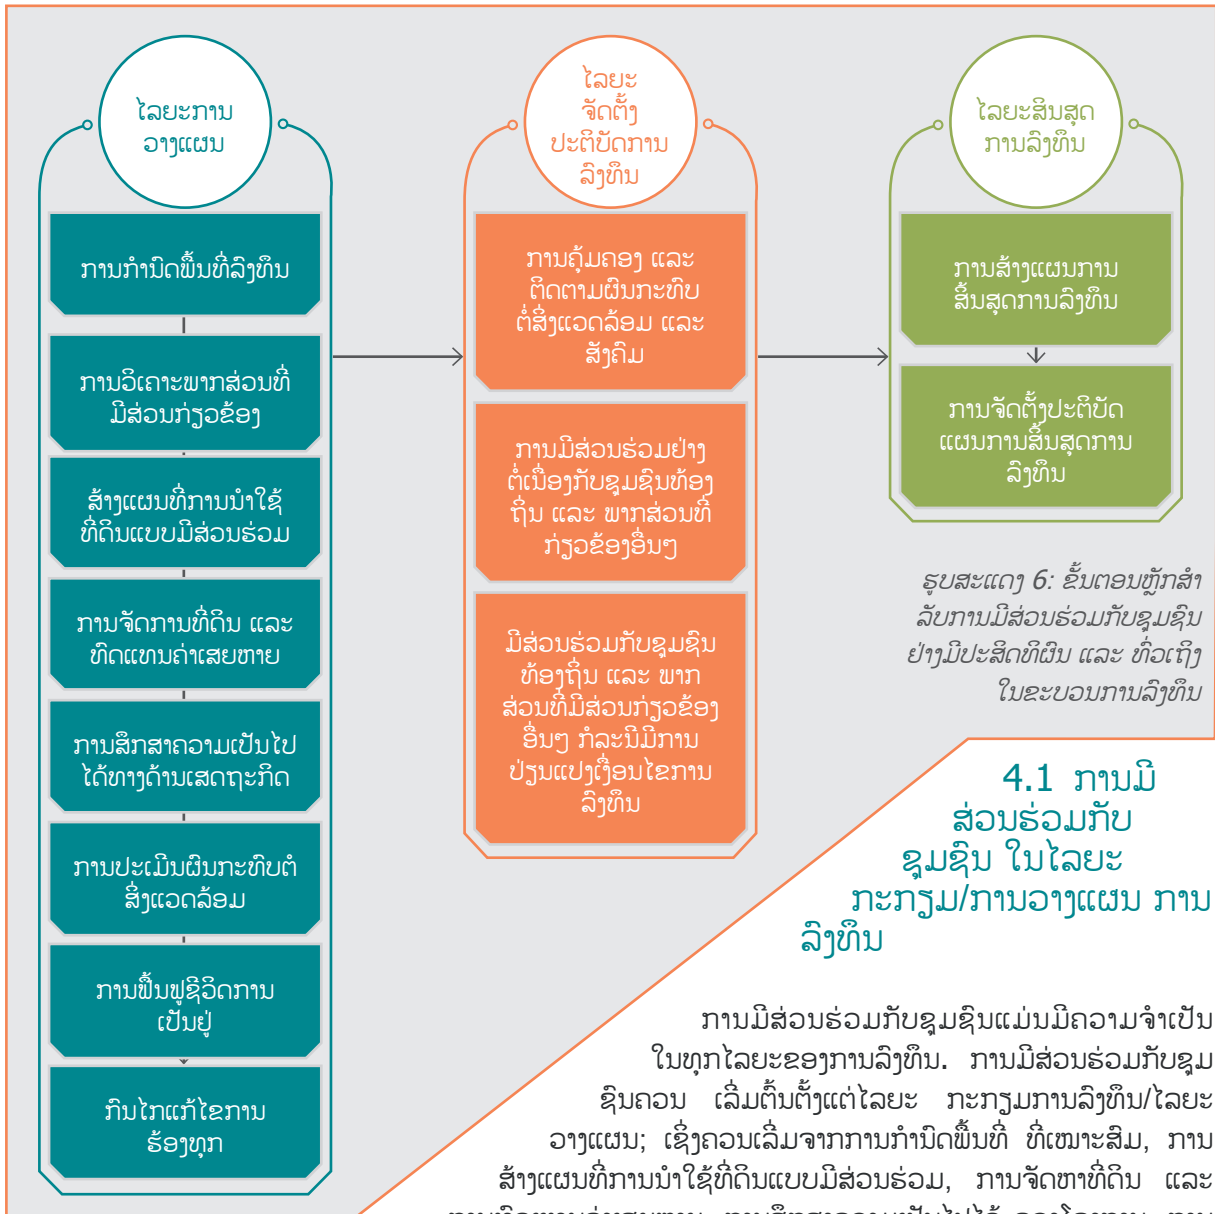 ໄລຍະການ
ວາງແຜນ
ການກຳນົດພື້ນທີ່ລົງທຶນ
ການວິເຄາະພາກສ່ວນທີ່
ມີສ່ວນກ່ຽວຂ້ອງ
ສ້າງແຜນທີ່ການນຳໃຊ້
ທີ່ດິນແບບມີສ່ວນຮ່ວມ
ການຈັດການທີ່ດິນ ແລະ
ທົດແທນຄ່າເສຍຫາຍ
ການສຶກສາຄວາມເປັນໄປ
ໄດ້ທາງດ້ານເສດຖະກິດ
ການປະເມີນຜົນກະທົບຕໍ່
ສິ່ງແວດລ້ອມ
ການຟື້ນຟູຊີວິດການ
ເປັນຢູ່
ກົນໄກແກ້ໄຂການ
ຮ້ອງທຸກ
ໄລຍະ
ຈັດຕັ້ງ
ປະຕິບັດການ
ລົງທຶນ
ການຄຸ້ມຄອງ ແລະ
ຕິດຕາມຜົນກະທົບ
ຕໍ່ສິ່ງແວດລ້ອມ ແລະ
ສັງຄົມ
ການມີສ່ວນຮ່ວມຢ່າງ
ຕໍ່ເນື່ອງກັບຊຸມຊົນທ້ອງ
ຖິ່ນ ແລະ ພາກສ່ວນທີ່
ກ່ຽວຂ້ອງອື່ນໆ
ມີສ່ວນຮ່ວມກັບຊຸມຊົນ
ທ້ອງຖິ່ນ ແລະ ພາກ
ສ່ວນທີ່ມີສ່ວນກ່ຽວຂ້ອງ
ອື່ນໆ ກໍລະນີມີການ
ປ່ຽນແປງເງື່ອນໄຂການ
ລົງທຶນ
ໄລຍະສິນສຸດ
ການລົງທຶນ
ການສ້າງແຜນການ
ສິ້ນສຸດການລົງທຶນ
ການຈັດຕັ້ງປະຕິບັດ
ແຜນການສິ້ນສຸດການ
ລົງທຶນ
ຮູບສະແດງ 6: ຂັ້ນຕອນຫຼັກສຳ
ລັບການມີສ່ວນຮ່ວມກັບຊຸມຊົນ
ຢ່າງມີປະສິດທິຜົນ ແລະ ທົ່ວເຖິງ
ໃນຂະບວນການລົງທຶນ
4.1 ການມີ
ສ່ວນຮ່ວມກັບ
ຊຸມຊົນ ໃນໄລຍະ
ກະກຽມ/ການວາງແຜນ ການ
ລົງທຶນ
ການມີສ່ວນຮ່ວມກັບຊຸມຊົນແມ່ນມີຄວາມຈຳເປັນ
ໃນທຸກໄລຍະຂອງການລົງທຶນ. ການມີສ່ວນຮ່ວມກັບຊຸມ
ຊົນຄວນ ເລີ່ມຕົ້ນຕັ້ງແຕ່ໄລຍະ ກະກຽມການລົງທຶນ/ໄລຍະ
ວາງແຜນ; ເຊິ່ງຄວນເລີ່ມຈາກການກຳນົດພື້ນທີ່ ທີ່ເໝາະສົມ, ການ
ສ້າງແຜນທີ່ການນຳໃຊ້ທີ່ດິນແບບມີສ່ວນຮ່ວມ, ການຈັດຫາທີ່ດິນ ແລະ